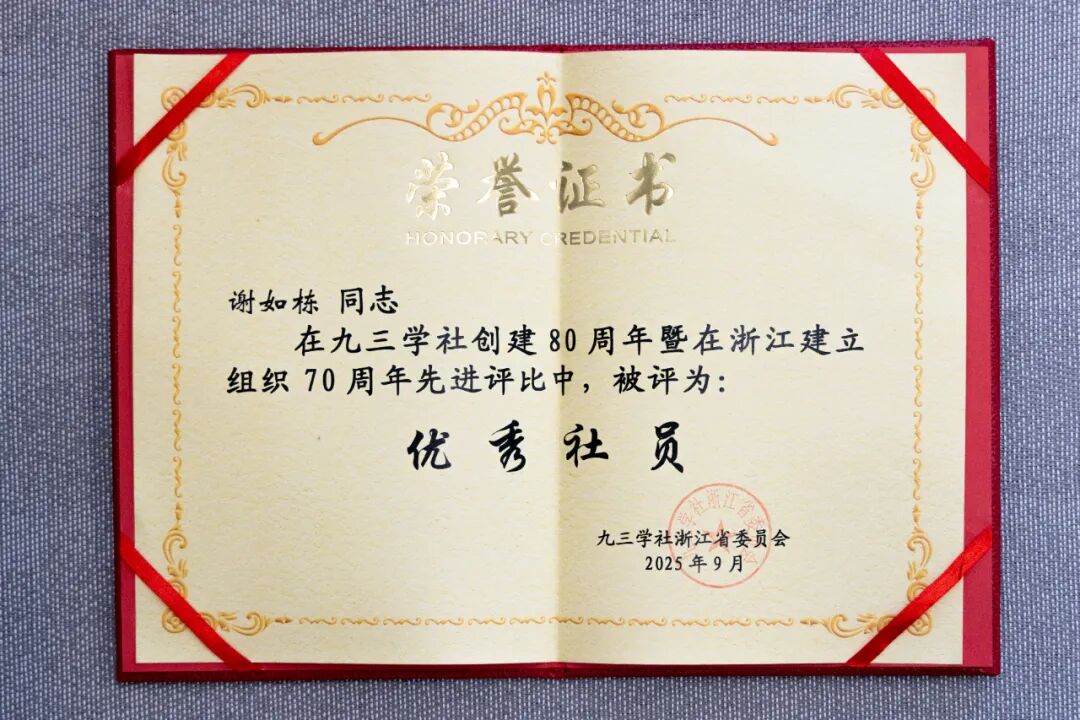 荣誉证书
HONORARY CREDENTIAL
谢如栋 同志
在九三学社创建80周年暨在浙江建立
组织70周年先进评比中，被评为：
优秀社员
九三学社浙江省委员会
2025年9月